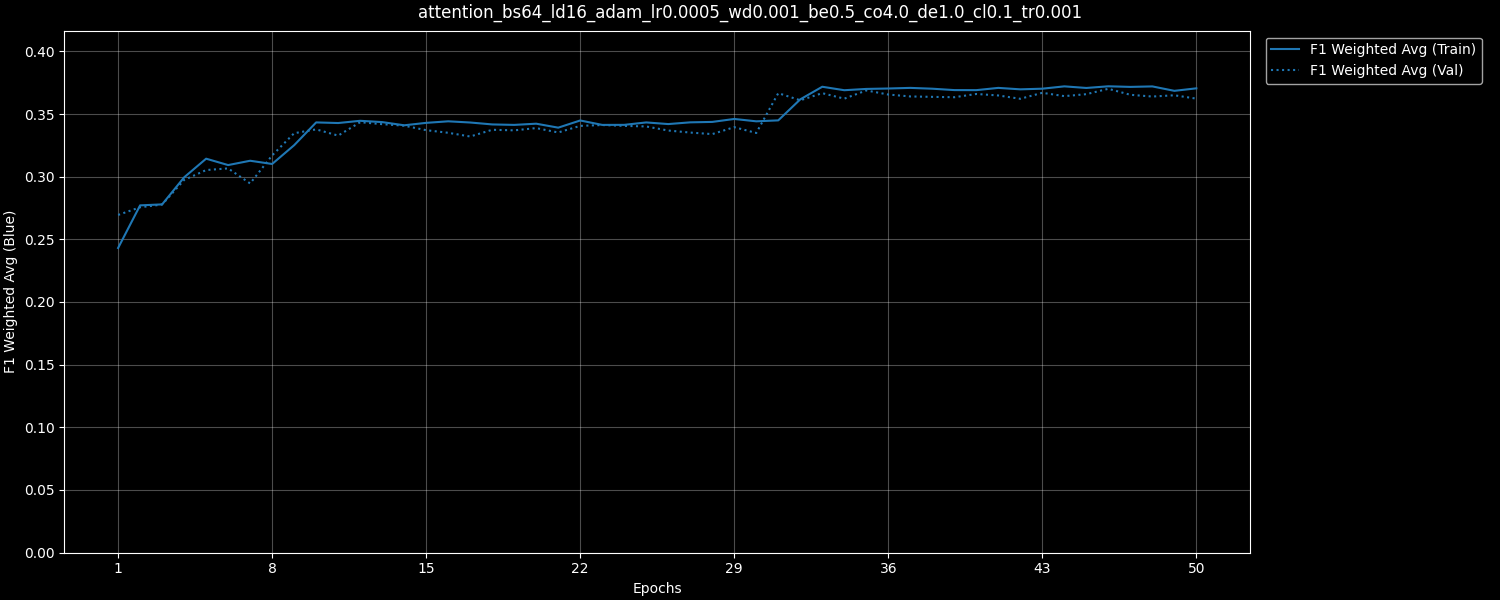 attention_bs64_ld16_adam_lr0.0005_wd0.001_be0.5_co4.0_de1.0_cl0.1_tr0.001
F1 Weighted Avg (Train)
F1 Weighted Avg (Val)
F1 Weighted Avg (Blue)
0.40
0.35
0.30
0.25
0.20
0.15
0.10
0.05
0.00
1 8 15 22 29 36 43 50
Epochs